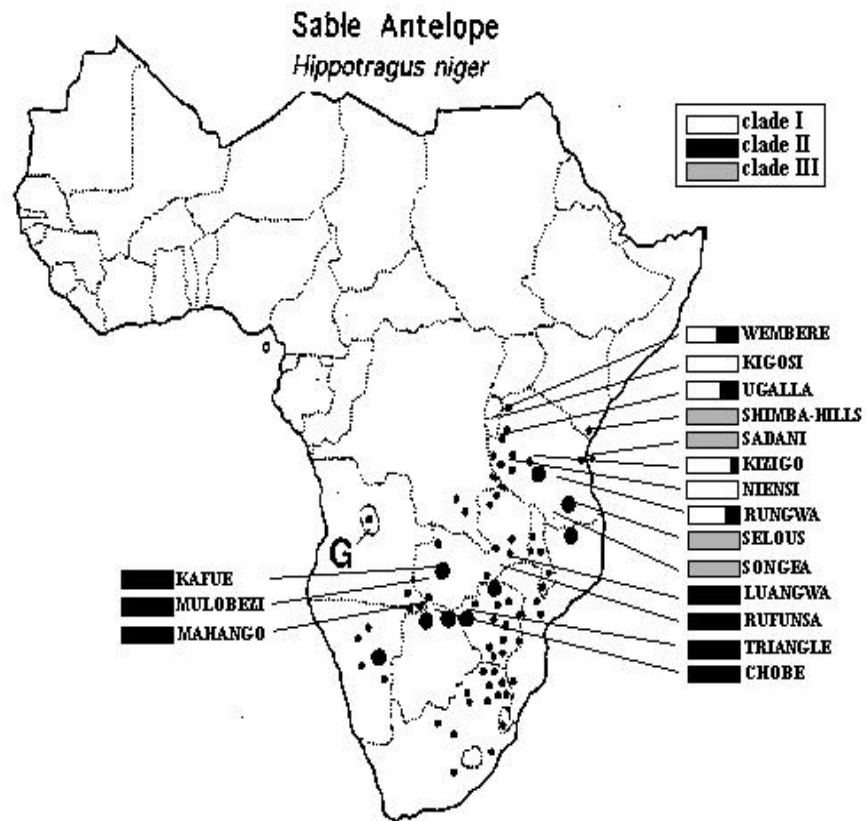 Sable Antelope
Hippotragus niger
clade I
clade II
clade III
WEMBERE
KIGOSI
UGALLA
SHIMBA-HILLS
SADANI
KIZIGO
NIENSI
RUNGWA
SELOUS
SONGEA
LUANGWA
RUFUNSA
TRIANGLE
CHOBE
G
KAFUE
MULOBEZI
MAHANGO